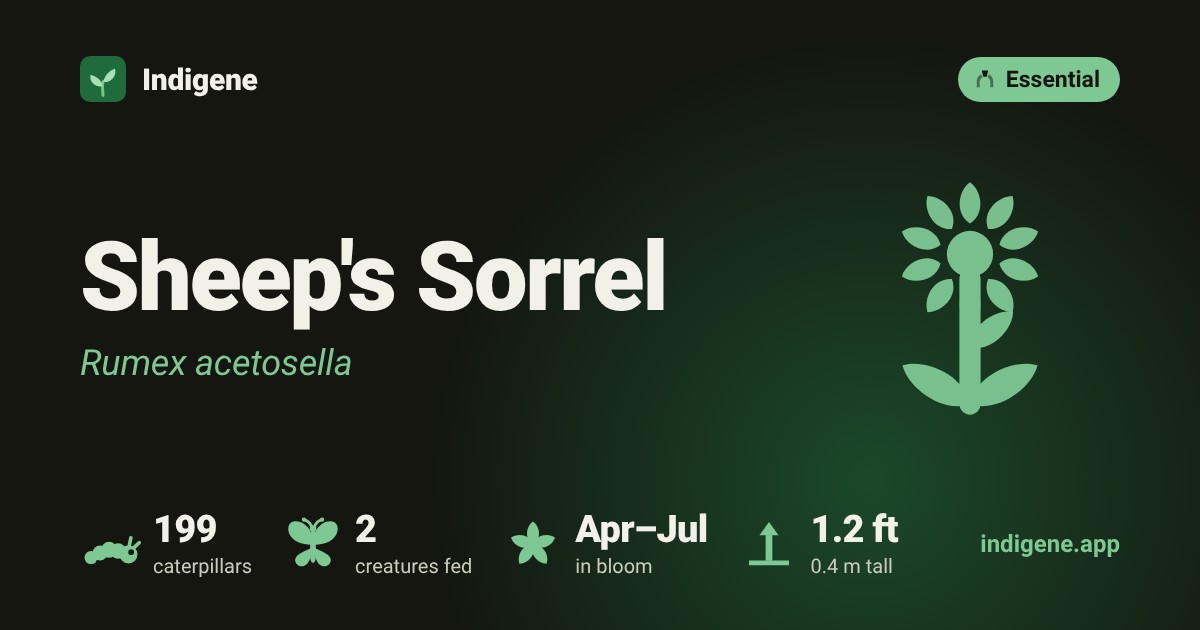 Indigene
Essential
Sheep's Sorrel
Rumex acetosella
199
caterpillars
2
creatures fed
Apr–Jul
in bloom
1.2 ft
0.4 m tall
indigene.app